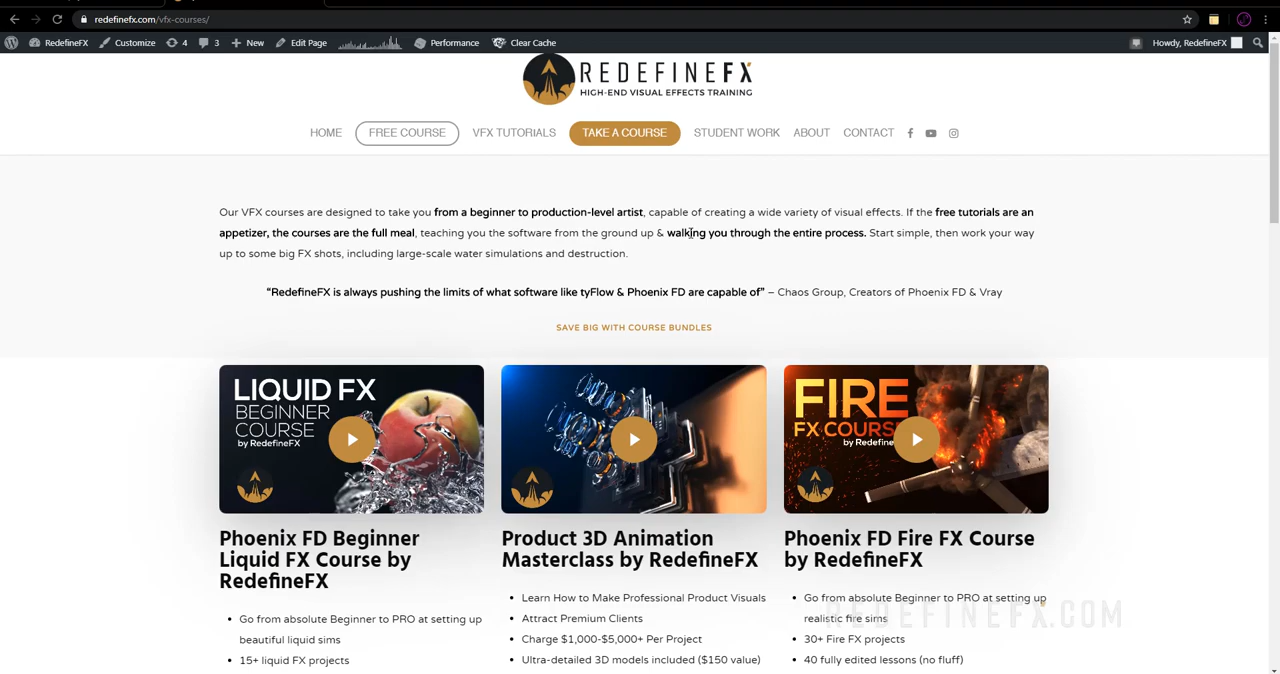 redefinefx.com/vfx-courses/
RedefineFX Customize 4 3 New Edit Page Performance Clear Cache Howdy, RedefineFX
REDEFINEFX
HIGH-END VISUAL EFFECTS TRAINING
HOME FREE COURSE VFX TUTORIALS TAKE A COURSE STUDENT WORK ABOUT CONTACT
Our VFX courses are designed to take you from a beginner to production-level artist, capable of creating a wide variety of visual effects. If the free tutorials are an
appetizer, the courses are the full meal, teaching you the software from the ground up & walking you through the entire process. Start simple, then work your way
up to some big FX shots, including large-scale water simulations and destruction.
“RedefineFX is always pushing the limits of what software like tyFlow & Phoenix FD are capable of” – Chaos Group, Creators of Phoenix FD & Vray
SAVE BIG WITH COURSE BUNDLES
LIQUID FX
BEGINNER
COURSE
by RedefineFX
FIRE
FX COURS
by Redefine
Phoenix FD Beginner
Liquid FX Course by
RedefineFX
Go from absolute Beginner to PRO at setting up
beautiful liquid sims
15+ liquid FX projects
Product 3D Animation
Masterclass by RedefineFX
Learn How to Make Professional Product Visuals
Attract Premium Clients
Charge $1,000-$5,000+ Per Project
Ultra-detailed 3D models included ($150 value)
Phoenix FD Fire FX Course
by RedefineFX
Go from absolute Beginner to PRO at setting up
realistic fire sims
30+ Fire FX projects
40 fully edited lessons (no fluff)
REDEFINEFX.COM